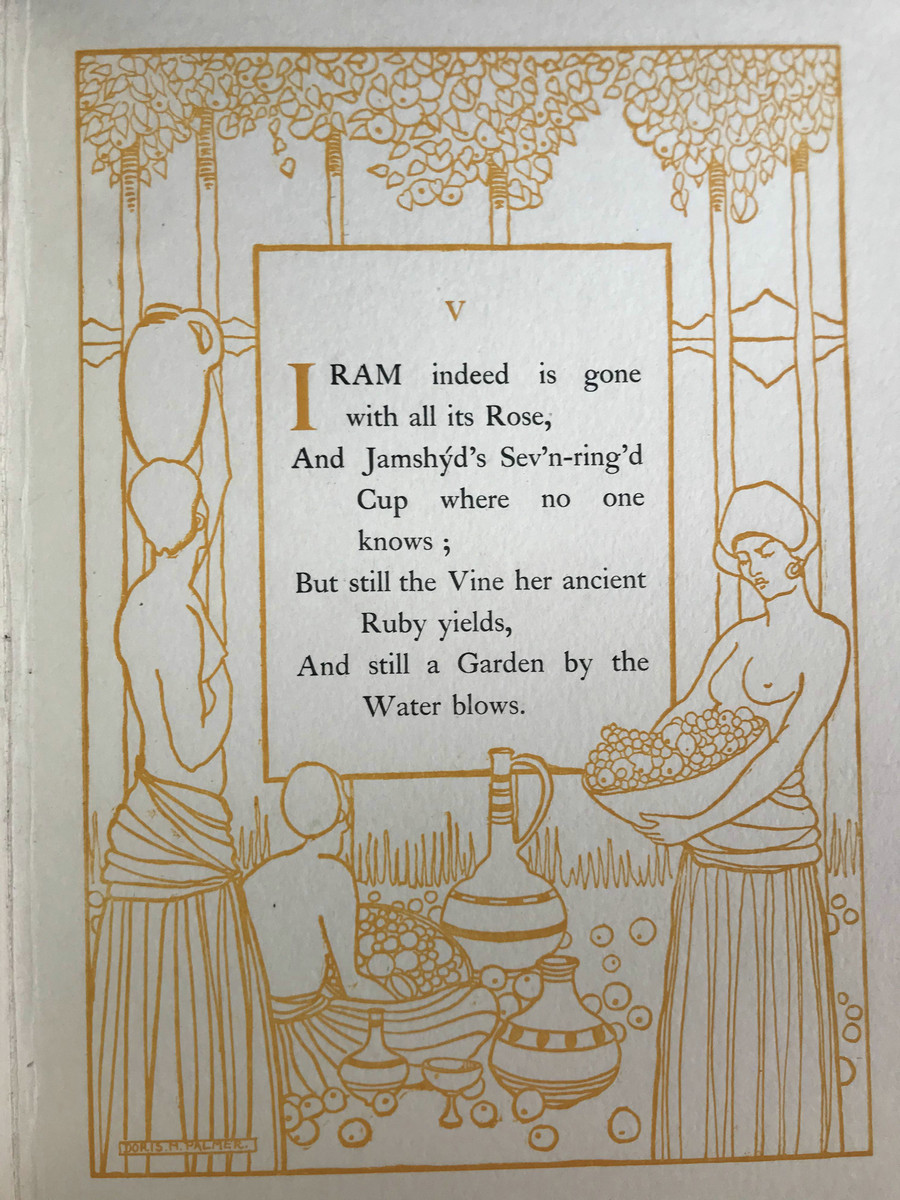 V
IRAM indeed is gone
with all its Rose,
And Jamshýd's Sev'n-ring'd
Cup where no one
knows ;
But still the Vine her ancient
Ruby yields,
And still a Garden by the
Water blows.
DORIS. M. PALMER.